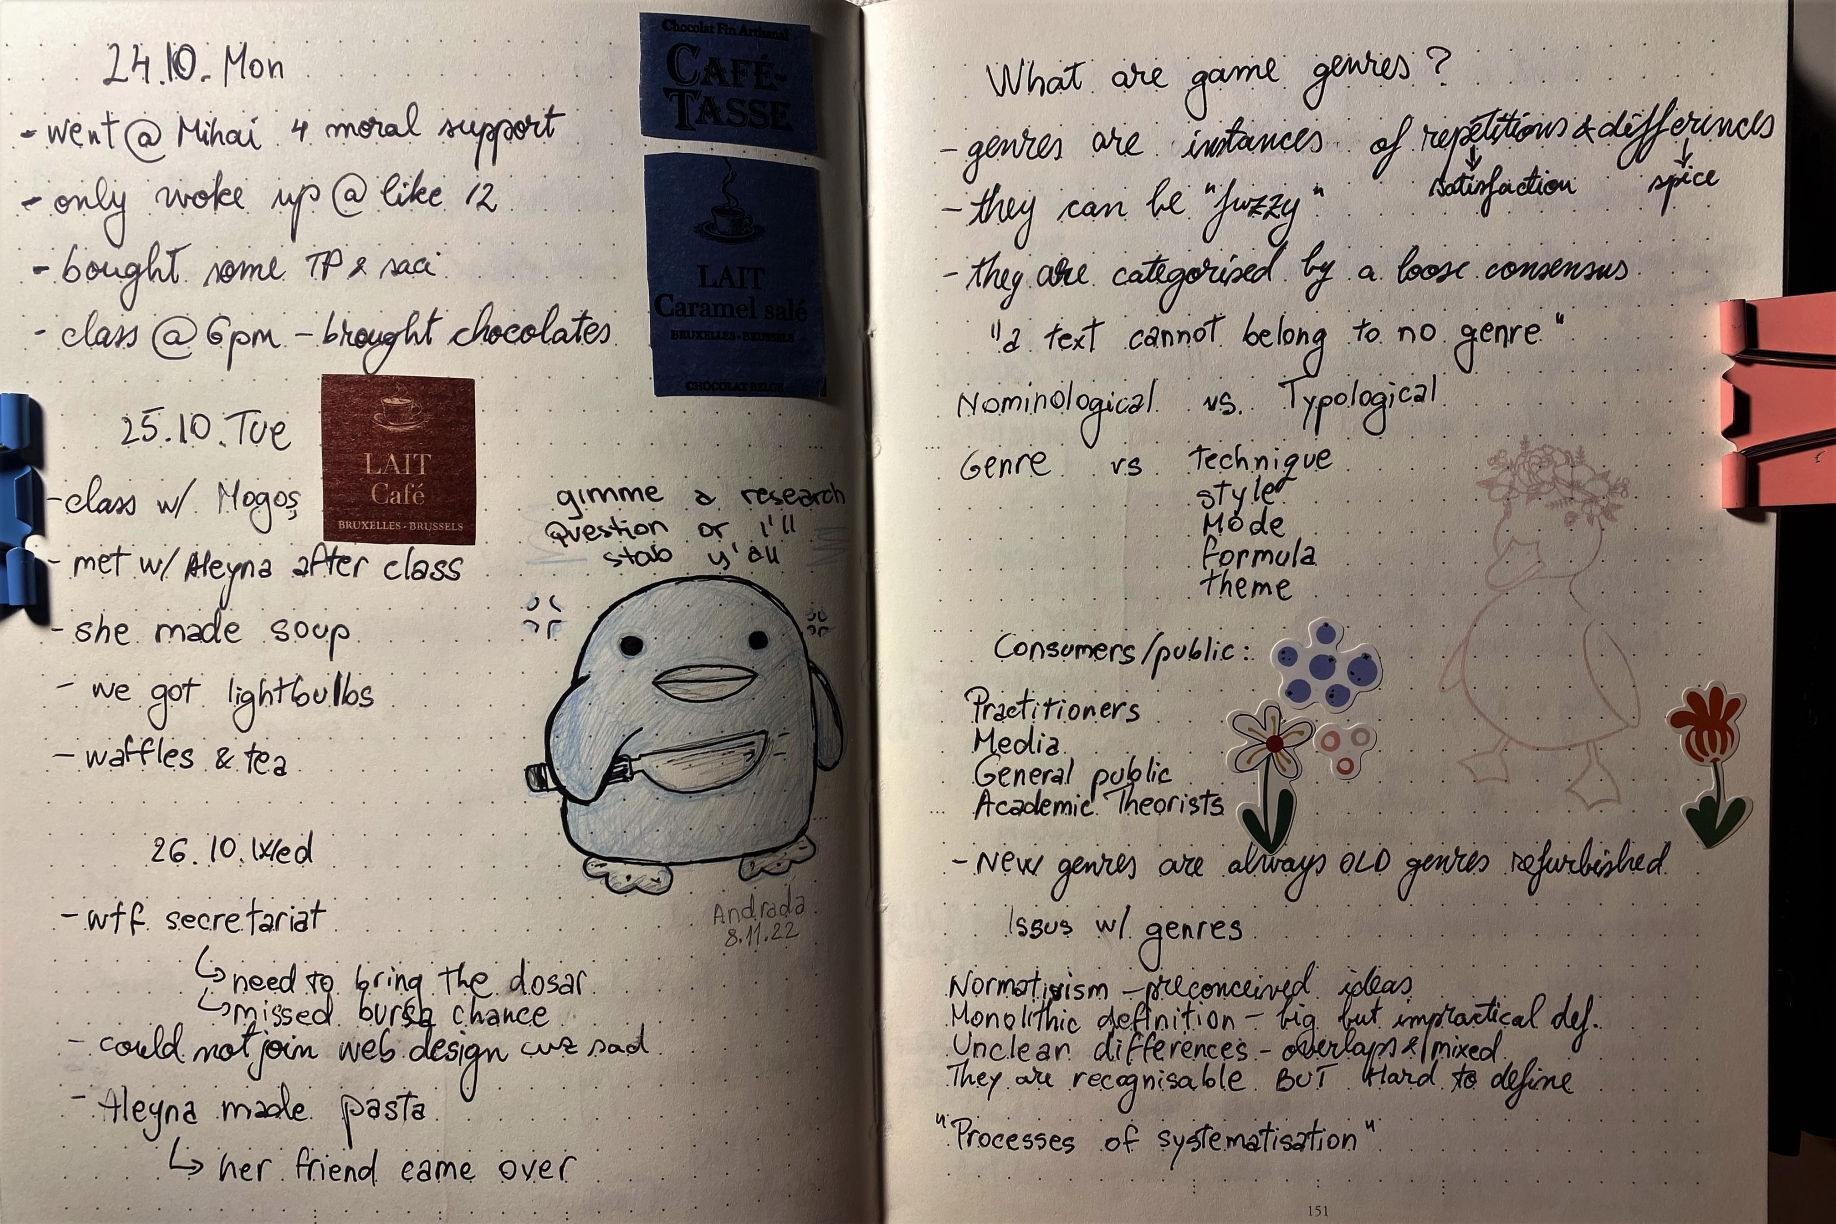 24.10. Mon
- went @ Mihai 4 moral support
- only woke up @ like 12
- bought some TP & saci
- class @ 6pm - brought chocolates
Chocolat Fin Artisanal
CAFÉ-
TASSE
LAIT
Caramel salé
BRUXELLES - BRUSSELS
CHOCOLAT BELGE
25.10. Tue
- class w/ Mogoș
- met w/ Aleyna after class
- she made soup
- we got lightbulbs
- waffles & tea
LAIT
Café
BRUXELLES - BRUSSELS
gimme a research
question or I'll
stab y'all
Andrada
8.11.22
26.10. Wed
- wtf secretariat
↳ need to bring the dosar
↳ missed bursa chance
- could not join web design cuz sad
- Aleyna made pasta
↳ her friend came over
What are game genres?
- genres are instances of repetitions & differences
↓ satisfaction ↓ spice
- they can be "fuzzy"
- they are categorised by a loose consensus
"a text cannot belong to no genre"
Nominological vs. Typological
Genre vs technique
style
Mode
formula
theme
Consumers/public:
Practitioners
Media
General public
Academic Theorists
- New genres are always OLD genres refurbished
Issus w/ genres
Normativism - preconceived ideas
Monolithic definition - big but impractical def.
Unclear differences - overlaps & mixed
They are recognisable BUT Hard to define
"Processes of systematisation"
151